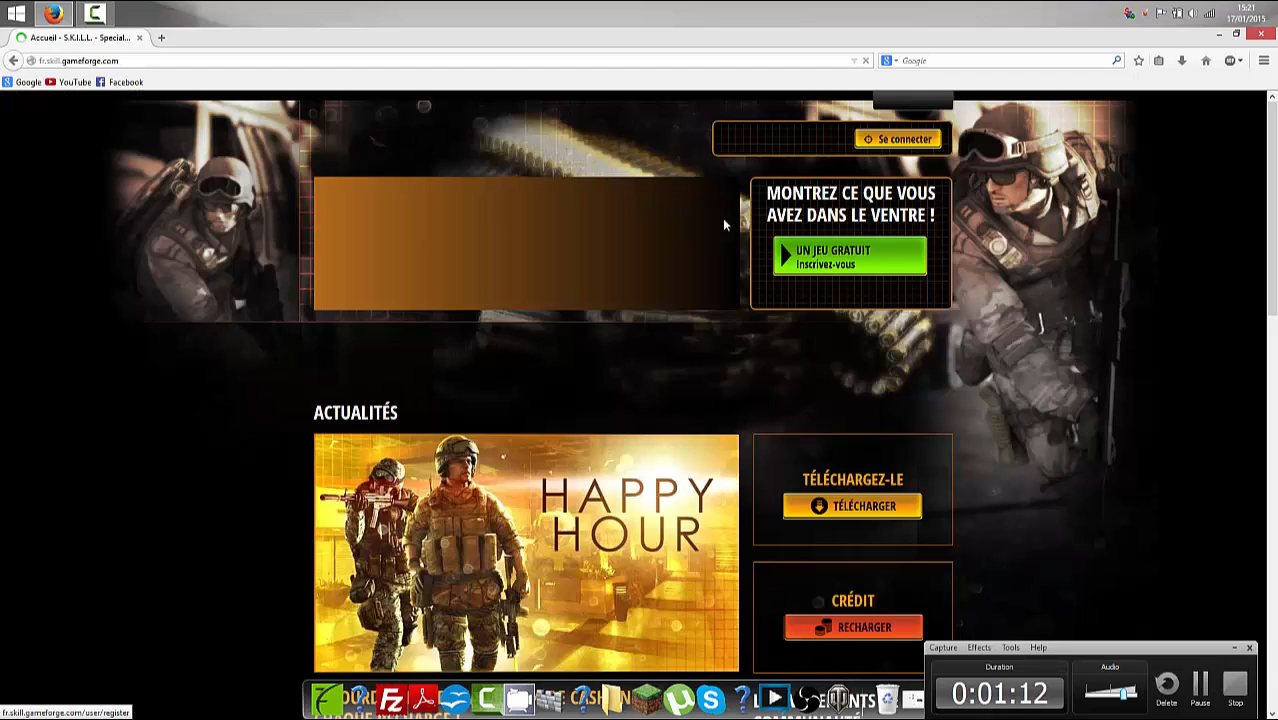 15:21
17/01/2015
Accueil - S.K.I.L.L. - Special...
fr.skill.gameforge.com
Google
Google
YouTube
Facebook
Se connecter
MONTREZ CE QUE VOUS
AVEZ DANS LE VENTRE !
UN JEU GRATUIT
Inscrivez-vous
ACTUALITÉS
HAPPY
HOUR
TÉLÉCHARGEZ-LE
TÉLÉCHARGER
CRÉDIT
RECHARGER
Capture Effects Tools Help
Duration
Audio
0:01:12
Delete
Pause
Stop
fr.skill.gameforge.com/user/register